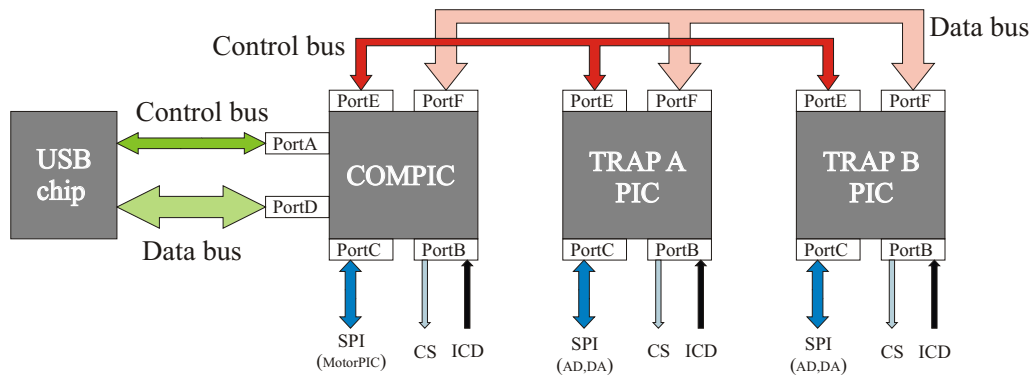 Control bus
Data bus
PortE
PortF
PortE
PortF
PortE
PortF
Control bus
PortA
USB
chip
COMPIC
TRAP A
PIC
TRAP B
PIC
PortD
Data bus
PortC
PortB
PortC
PortB
PortC
PortB
SPI
(MotorPIC)
CS
ICD
SPI
(AD,DA)
CS
ICD
SPI
(AD,DA)
CS
ICD